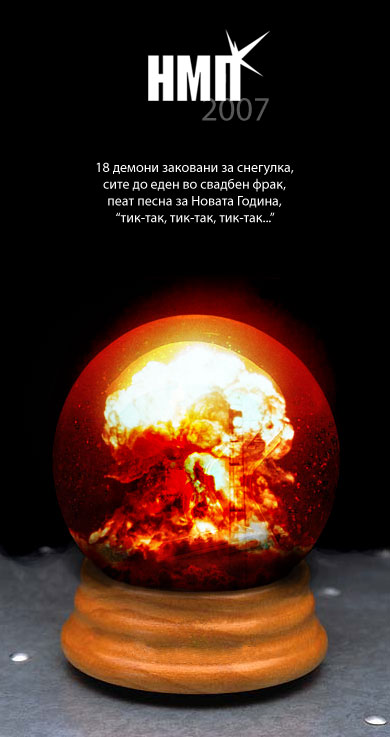 НМП
2007
18 демони заковани за снегулка,
сите до еден во свадбен фрак,
пеат песна за Новата Година,
“тик-так, тик-так, тик-так...”